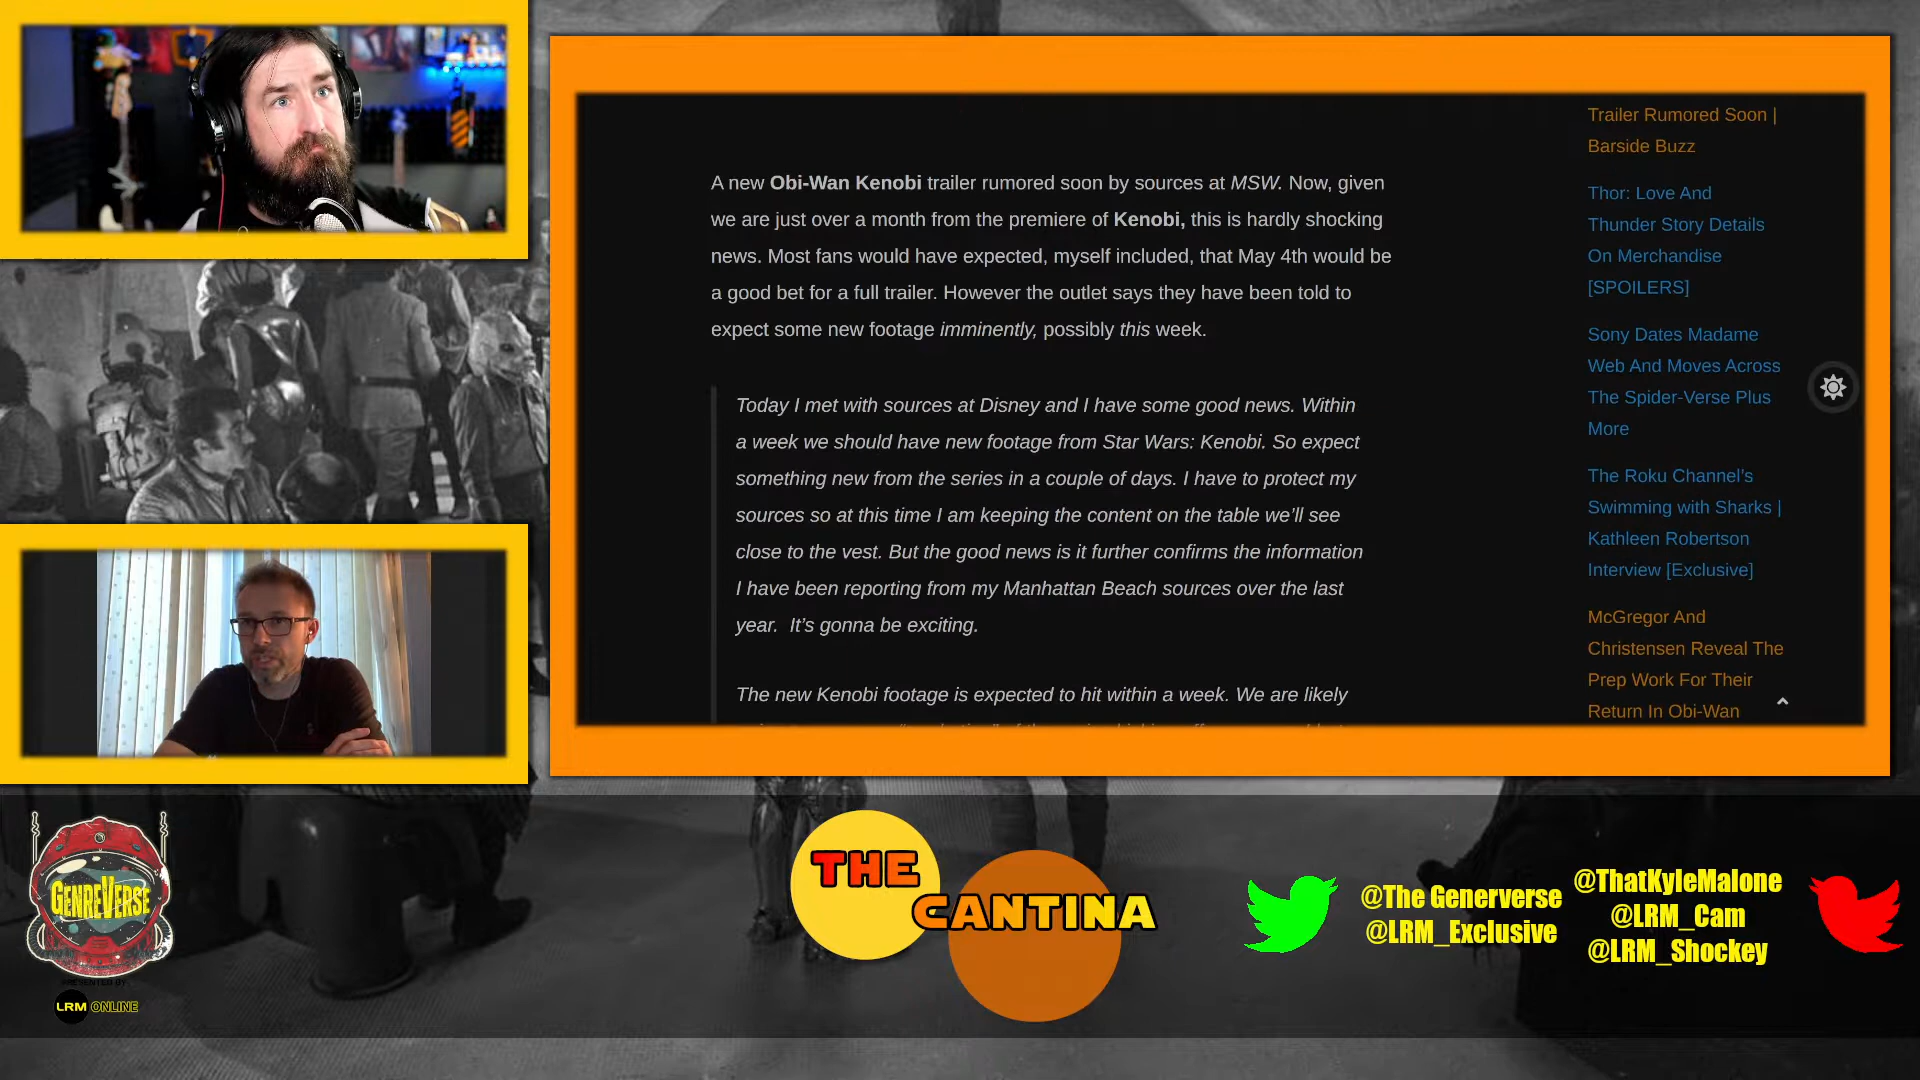 A new Obi-Wan Kenobi trailer rumored soon by sources at MSW. Now, given
we are just over a month from the premiere of Kenobi, this is hardly shocking
news. Most fans would have expected, myself included, that May 4th would be
a good bet for a full trailer. However the outlet says they have been told to
expect some new footage imminently, possibly this week.
Today I met with sources at Disney and I have some good news. Within
a week we should have new footage from Star Wars: Kenobi. So expect
something new from the series in a couple of days. I have to protect my
sources so at this time I am keeping the content on the table we’ll see
close to the vest. But the good news is it further confirms the information
I have been reporting from my Manhattan Beach sources over the last
year.  It’s gonna be exciting.
The new Kenobi footage is expected to hit within a week. We are likely
Trailer Rumored Soon |
Barside Buzz
Thor: Love And
Thunder Story Details
On Merchandise
[SPOILERS]
Sony Dates Madame
Web And Moves Across
The Spider-Verse Plus
More
The Roku Channel’s
Swimming with Sharks |
Kathleen Robertson
Interview [Exclusive]
McGregor And
Christensen Reveal The
Prep Work For Their
Return In Obi-Wan
GENREVERSE
PRESENTED BY
LRM ONLINE
THE
CANTINA
@The Generverse
@LRM_Exclusive
@ThatKyleMalone
@LRM_Cam
@LRM_Shockey